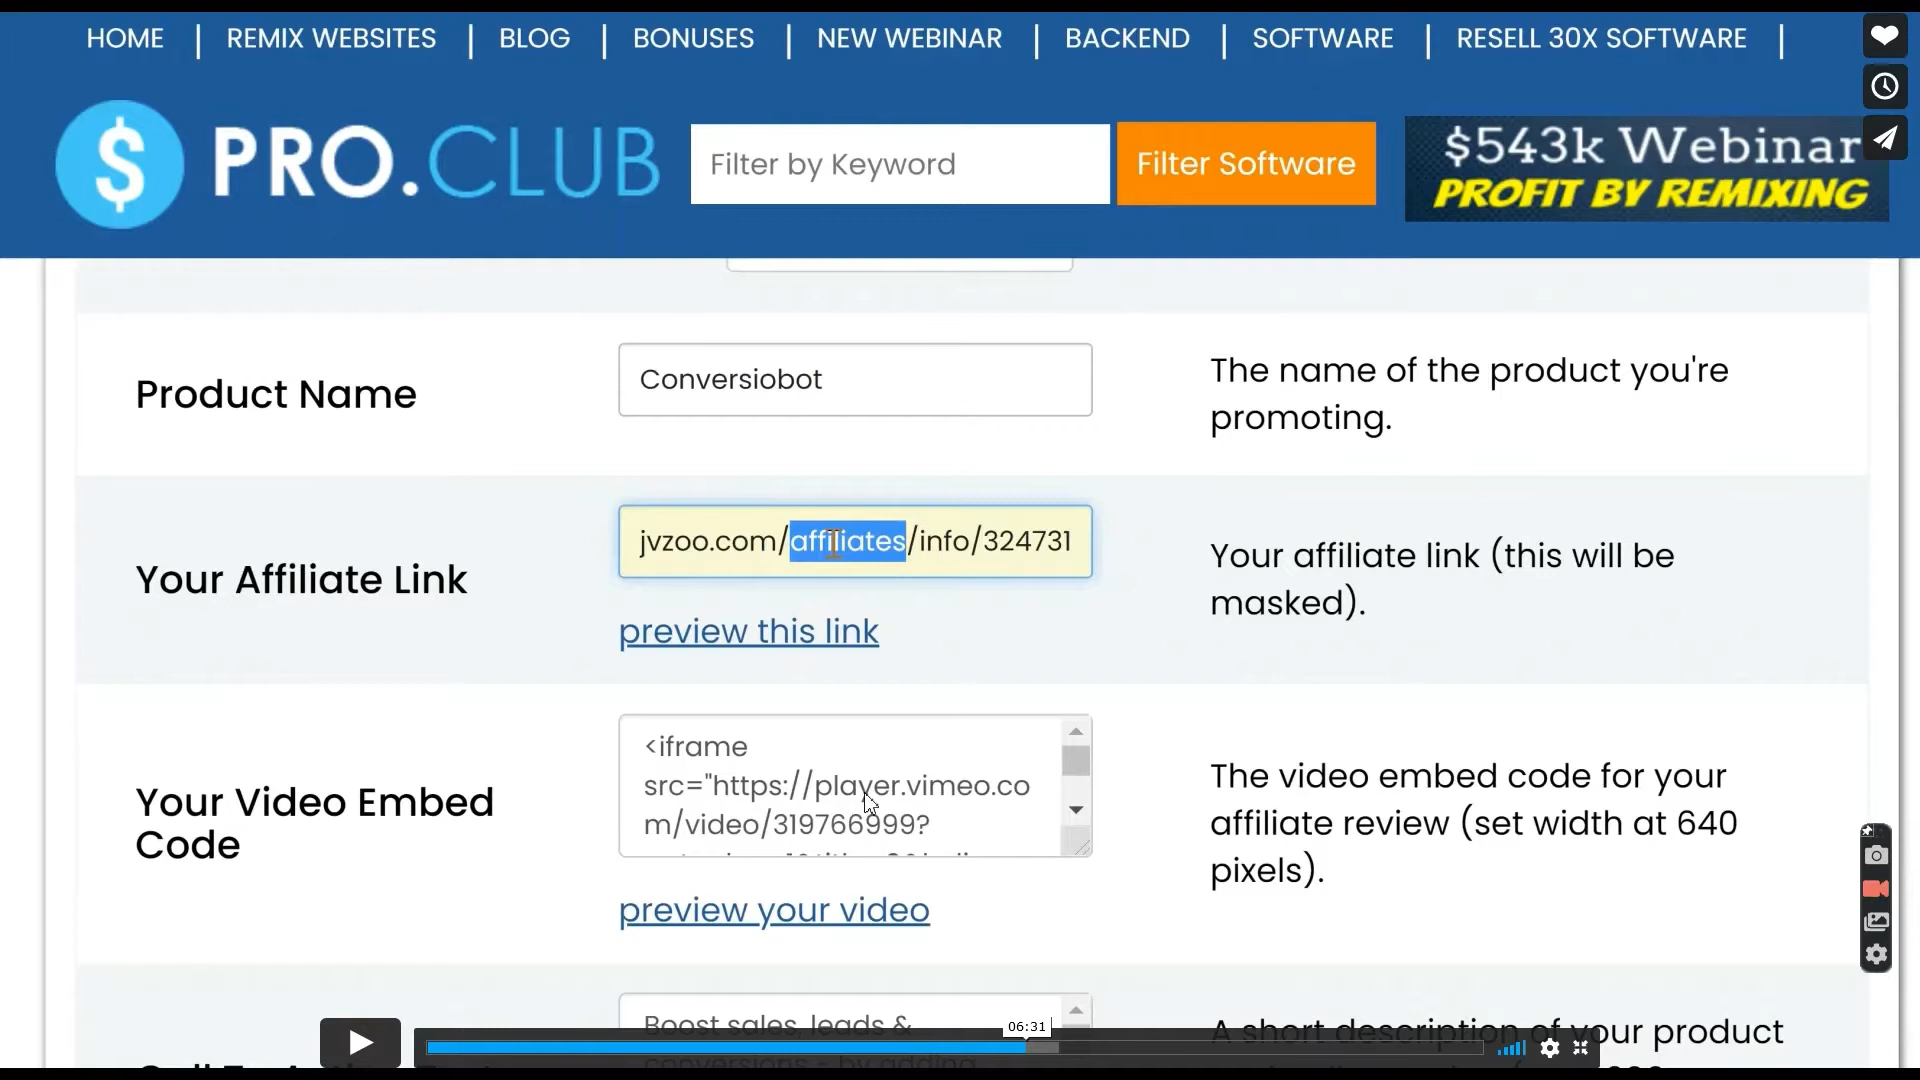 HOME | REMIX WEBSITES | BLOG | BONUSES | NEW WEBINAR | BACKEND | SOFTWARE | RESELL 30X SOFTWARE |
$ PRO.CLUB
Filter by Keyword
Filter Software
$543k Webinar
PROFIT BY REMIXING
Product Name
Conversiobot
The name of the product you're
promoting.
Your Affiliate Link
jvzoo.com/affiliates/info/324731
preview this link
Your affiliate link (this will be
masked).
Your Video Embed
Code
<iframe
src="https://player.vimeo.co
m/video/319766999?
preview your video
The video embed code for your
affiliate review (set width at 640
pixels).
Boost sales, leads &
conversions - by adding
06:31
A short description of your product